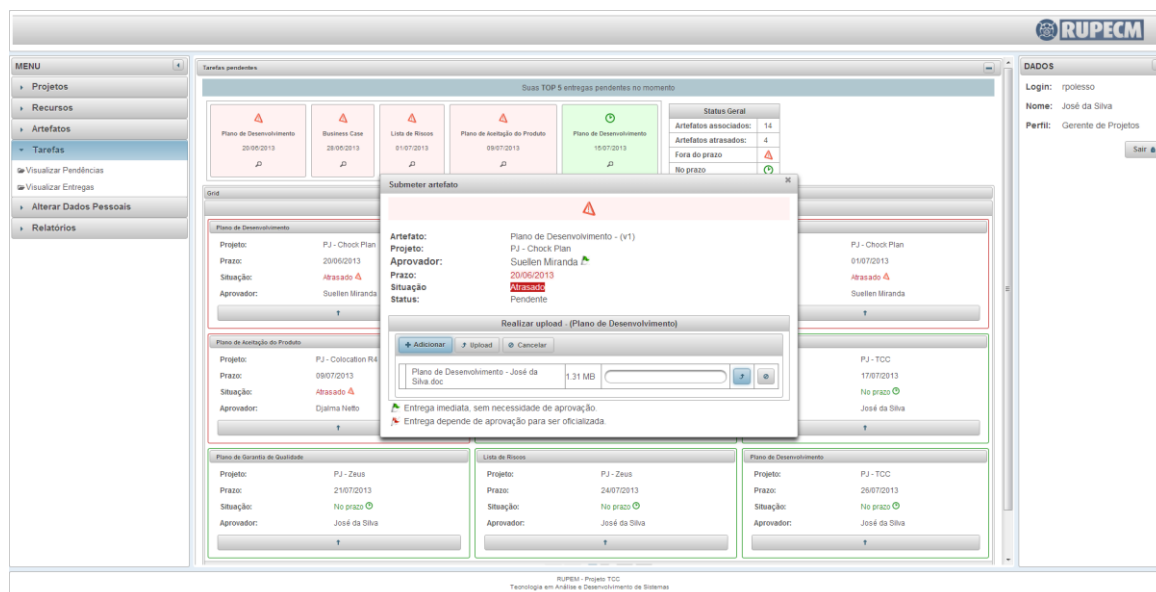 RUPECM
MENU
Projetos
Recursos
Artefatos
Tarefas
Visualizar Pendências
Visualizar Entregas
Alterar Dados Pessoais
Relatórios
Tarefas pendentes
Suas TOP 5 entregas pendentes no momento
Plano de Desenvolvimento
20/06/2013
Business Case
28/06/2013
Lista de Riscos
01/07/2013
Plano de Aceitação do Produto
09/07/2013
Plano de Desenvolvimento
15/07/2013
Status Geral
Artefatos associados: 14
Artefatos atrasados: 4
Fora do prazo
No prazo
Grid
Plano de Desenvolvimento
Projeto: PJ - Chock Plan
Prazo: 20/06/2013
Situação: Atrasado
Aprovador: Suellen Miranda
PJ - Chock Plan
01/07/2013
Atrasado
Suellen Miranda
Plano de Aceitação do Produto
Projeto: PJ - Colocation R4
Prazo: 09/07/2013
Situação: Atrasado
Aprovador: Djalma Netto
PJ - TCC
17/07/2013
No prazo
José da Silva
Plano de Garantia de Qualidade
Projeto: PJ - Zeus
Prazo: 21/07/2013
Situação: No prazo
Aprovador: José da Silva
Lista de Riscos
Projeto: PJ - Zeus
Prazo: 24/07/2013
Situação: No prazo
Aprovador: José da Silva
Plano de Desenvolvimento
Projeto: PJ - TCC
Prazo: 26/07/2013
Situação: No prazo
Aprovador: José da Silva
Submeter artefato
Artefato: Plano de Desenvolvimento - (v1)
Projeto: PJ - Chock Plan
Aprovador: Suellen Miranda
Prazo: 20/06/2013
Situação Atrasado
Status: Pendente
Realizar upload - (Plano de Desenvolvimento)
Adicionar Upload Cancelar
Plano de Desenvolvimento - José da
Silva.doc
1.31 MB
Entrega imediata, sem necessidade de aprovação.
Entrega depende de aprovação para ser oficializada.
DADOS
Login: rpolesso
Nome: José da Silva
Perfil: Gerente de Projetos
Sair
RUPEM - Projeto TCC
Tecnologia em Análise e Desenvolvimento de Sistemas